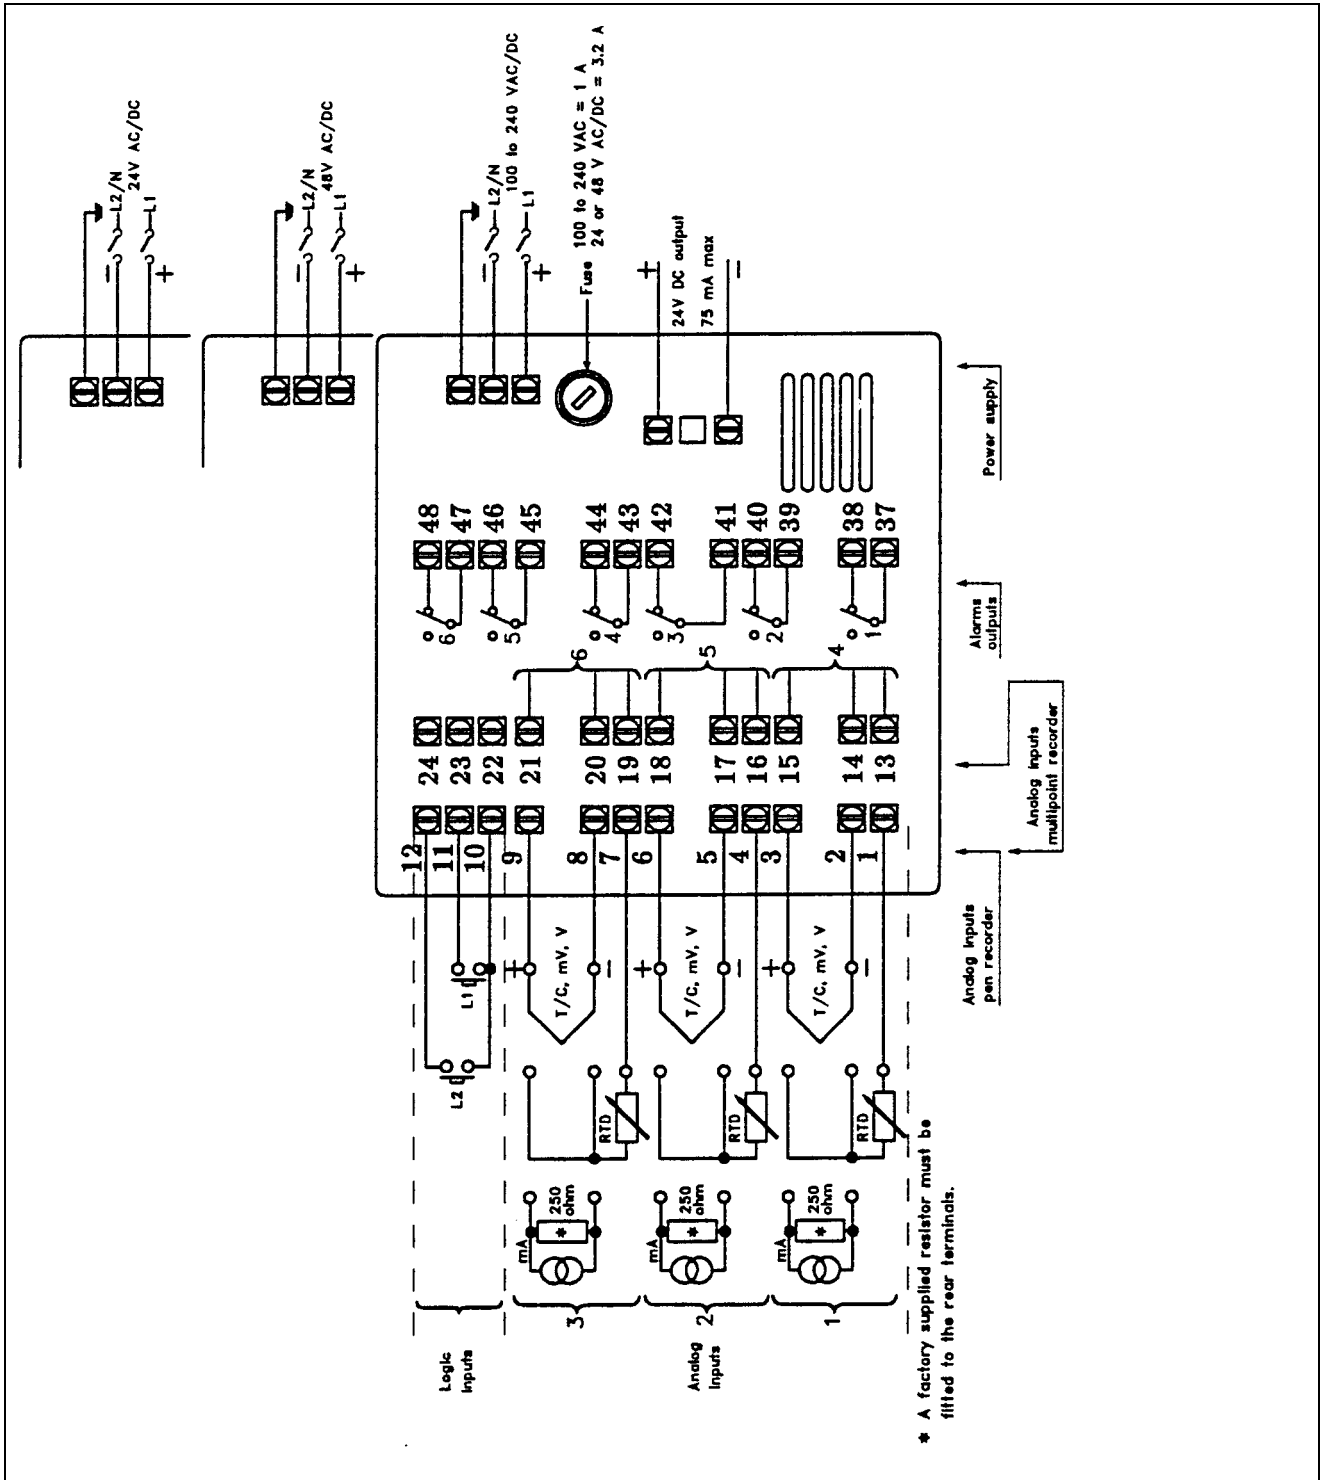 L2/N
24V AC/DC
L1
−
+
L2/N
48V AC/DC
L1
−
+
L2/N
100 to 240 VAC/DC
L1
−
+
Fuse
100 to 240 VAC = 1 A
24 or 48 V AC/DC = 3.2 A
+
24V DC output
75 mA max
−
Power supply
48
47
46
45
44
43
42
41
40
39
38
37
6
5
4
3
2
1
Alarms
outputs
6
5
4
24
23
22
21
20
19
18
17
16
15
14
13
Analog Inputs
multipoint recorder
12
11
10
9
8
7
6
5
4
3
2
1
Analog Inputs
pen recorder
L1
L2
+
T/C, mV, V
−
+
T/C, mV, V
−
+
T/C, mV, V
−
RTD
RTD
RTD
mA
*
250
ohm
mA
*
250
ohm
mA
*
250
ohm
3
2
1
Logic
Inputs
Analog
Inputs
* A factory supplied resistor must be
fitted to the rear terminals.